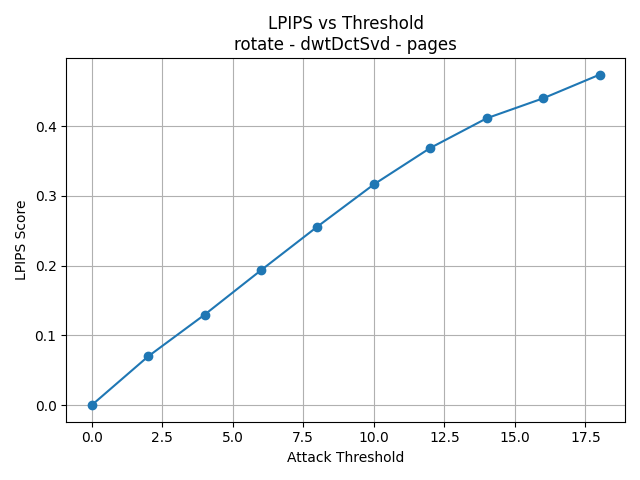 LPIPS vs Threshold
rotate - dwtDctSvd - pages
LPIPS Score
0.4
0.3
0.2
0.1
0.0
0.0 2.5 5.0 7.5 10.0 12.5 15.0 17.5
Attack Threshold